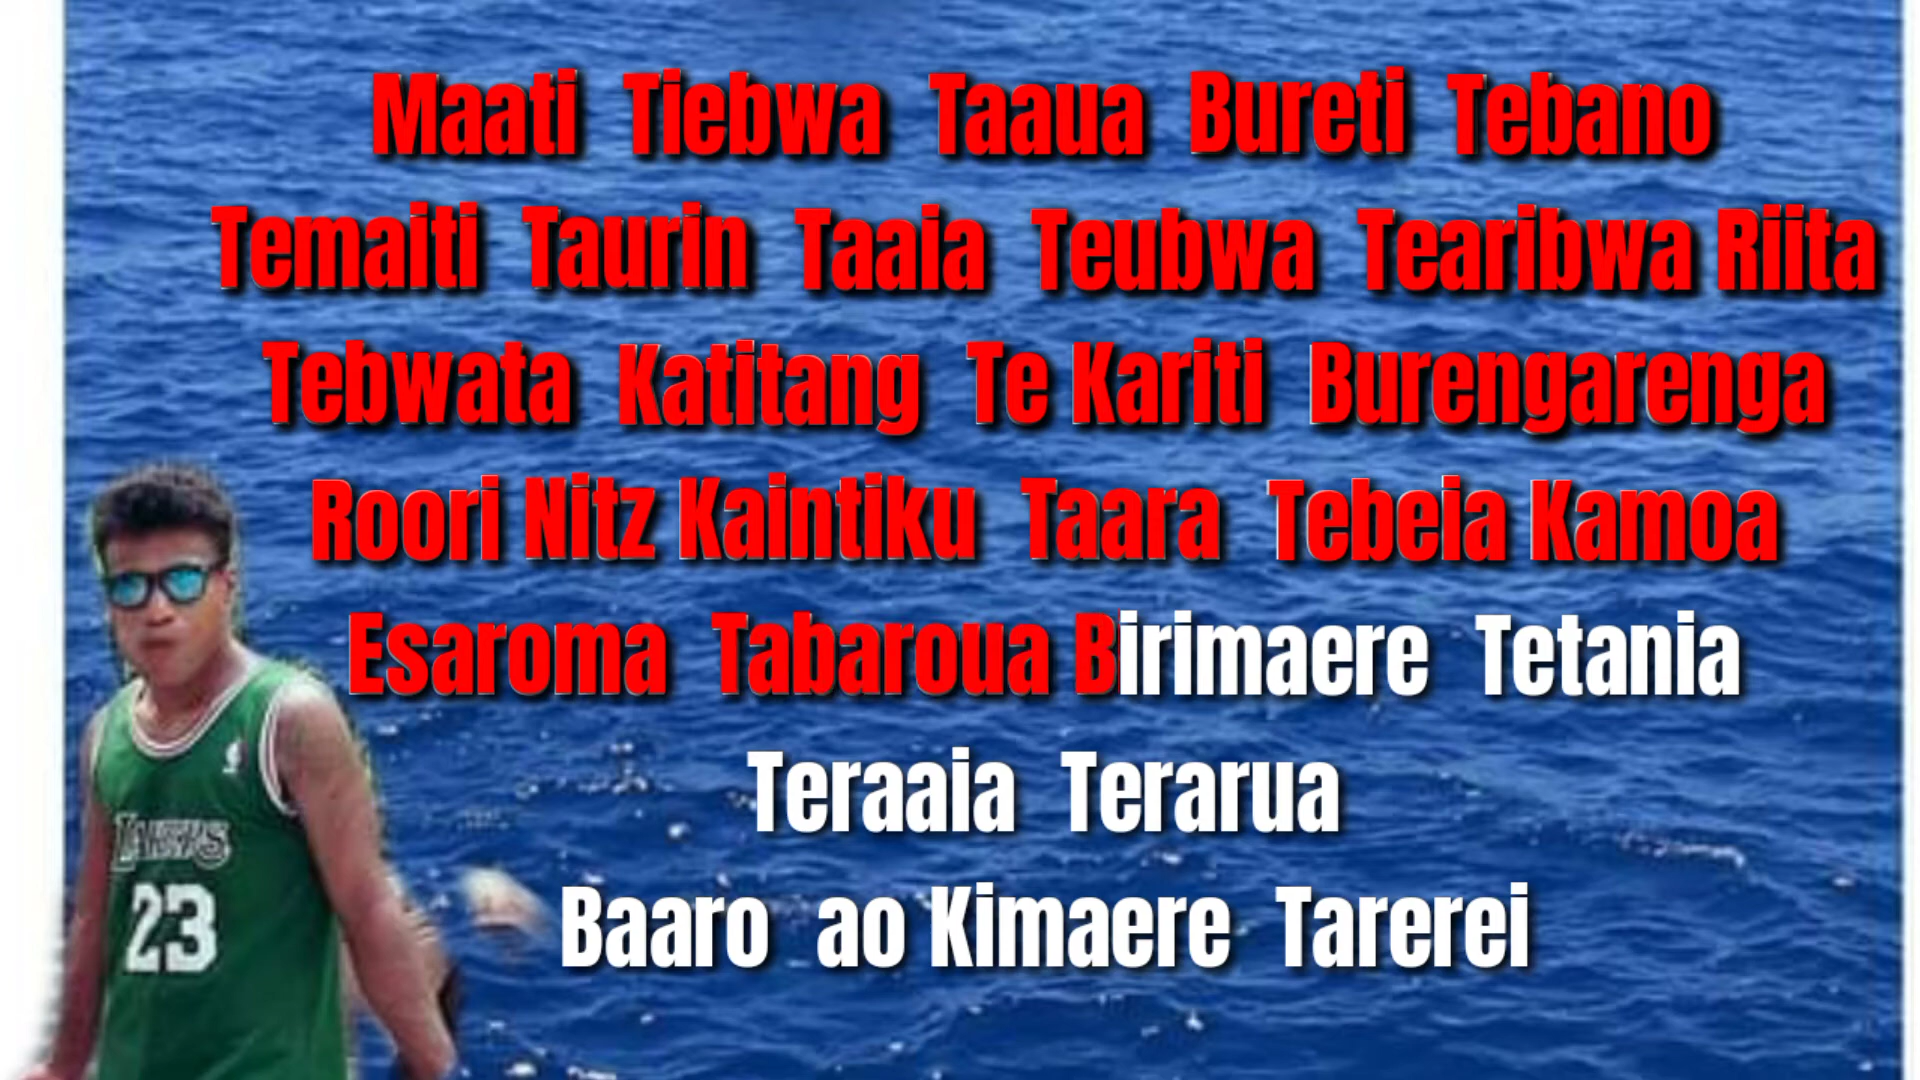 Maati Tiebwa Taaua Bureti Tebano
Temaiti Taurin Taaia Teubwa Tearibwa Riita
Tebwata Katitang Te Kariti Burengarenga
Roori Nitz Kaintiku Taara Tebeia Kamoa
Esaroma Tabaroua Birimaere Tetania
Teraaia Terarua
Baaro ao Kimaere Tarerei
23